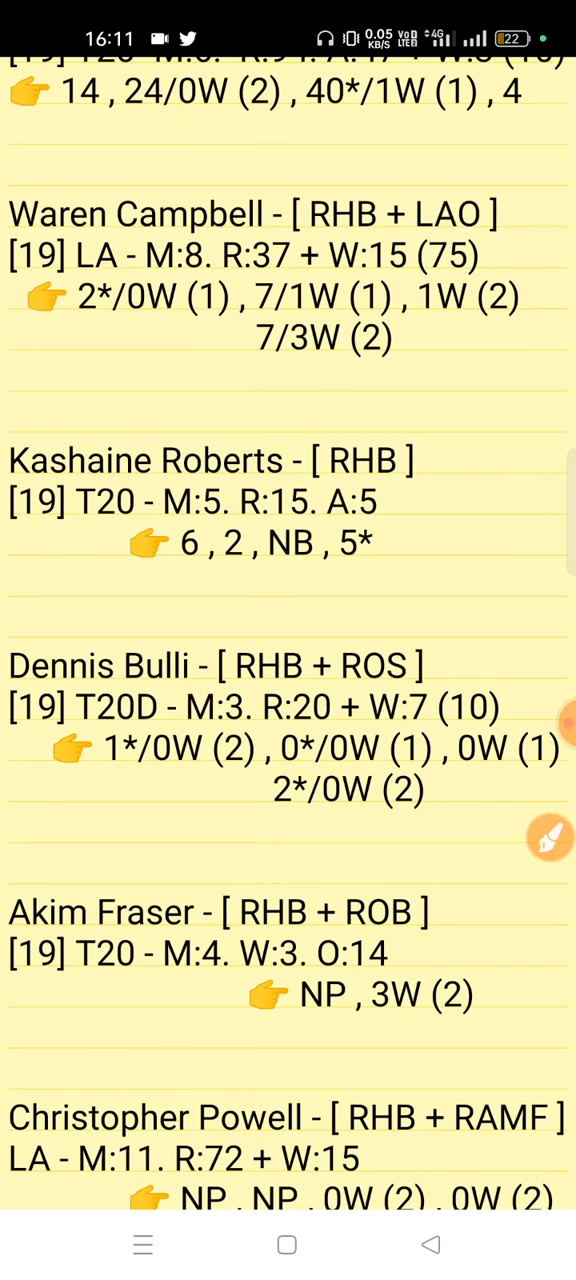 16:11 0.05 KB/S Vo LTE2 4G 22
👉 14 , 24/0W (2) , 40*/1W (1) , 4
Waren Campbell - [ RHB + LAO ]
[19] LA - M:8. R:37 + W:15 (75)
👉 2*/0W (1) , 7/1W (1) , 1W (2)
7/3W (2)
Kashaine Roberts - [ RHB ]
[19] T20 - M:5. R:15. A:5
👉 6 , 2 , NB , 5*
Dennis Bulli - [ RHB + ROS ]
[19] T20D - M:3. R:20 + W:7 (10)
👉 1*/0W (2) , 0*/0W (1) , 0W (1)
2*/0W (2)
Akim Fraser - [ RHB + ROB ]
[19] T20 - M:4. W:3. O:14
👉 NP , 3W (2)
Christopher Powell - [ RHB + RAMF ]
LA - M:11. R:72 + W:15
👉 NP , NP , 0W (2) , 0W (2)